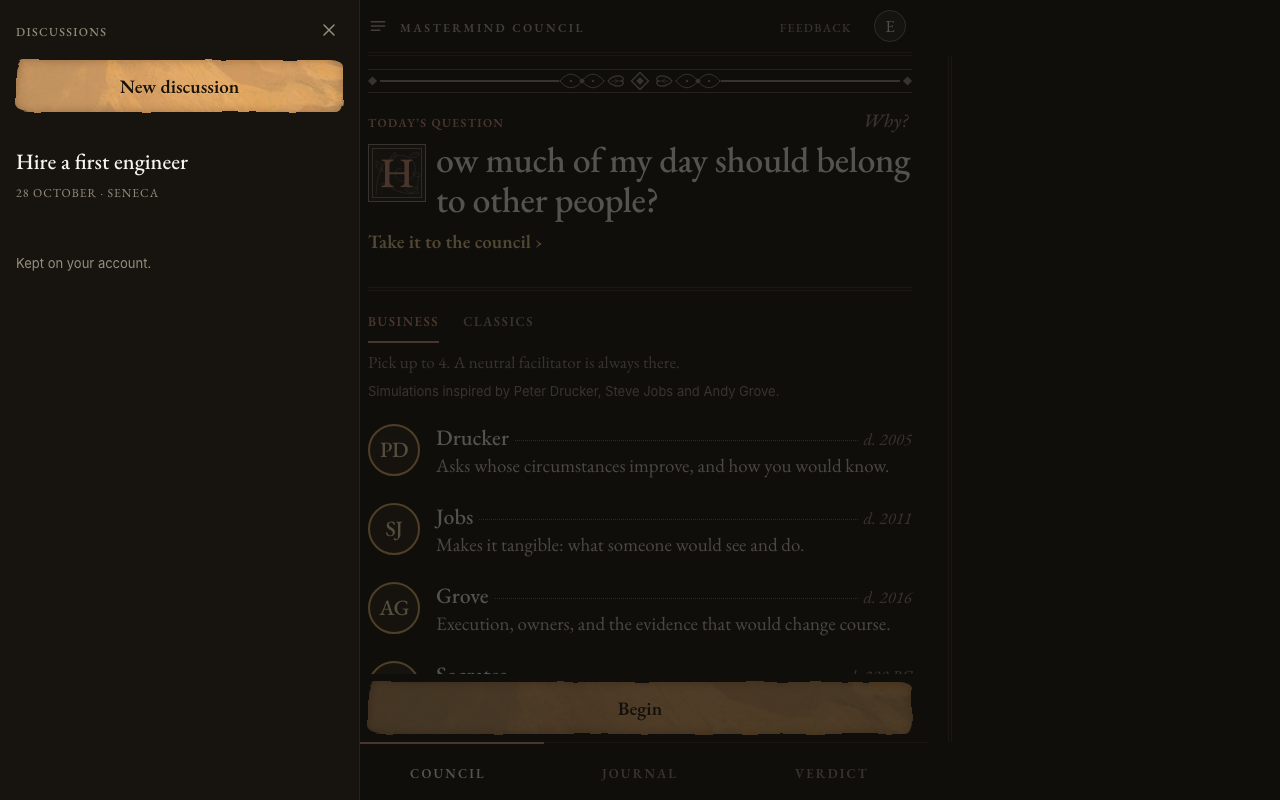 DISCUSSIONS
New discussion
Hire a first engineer
28 OCTOBER · SENECA
Kept on your account.
MASTERMIND COUNCIL
FEEDBACK
E
TODAY'S QUESTION
Why?
How much of my day should belong
to other people?
Take it to the council ›
BUSINESS
CLASSICS
Pick up to 4. A neutral facilitator is always there.
Simulations inspired by Peter Drucker, Steve Jobs and Andy Grove.
PD
Drucker
d. 2005
Asks whose circumstances improve, and how you would know.
SJ
Jobs
d. 2011
Makes it tangible: what someone would see and do.
AG
Grove
d. 2016
Execution, owners, and the evidence that would change course.
Begin
COUNCIL
JOURNAL
VERDICT